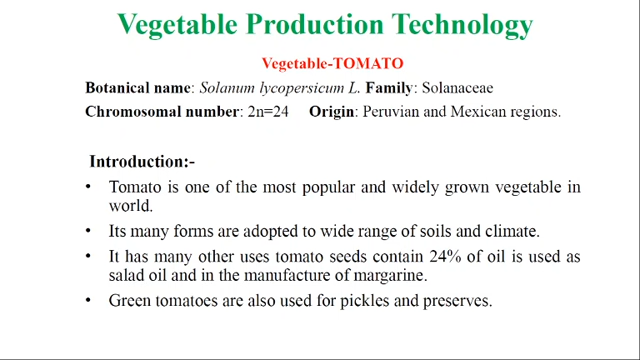 Vegetable Production Technology
Vegetable-TOMATO
Botanical name: Solanum lycopersicum L. Family: Solanaceae
Chromosomal number: 2n=24 Origin: Peruvian and Mexican regions.
Introduction:-
• Tomato is one of the most popular and widely grown vegetable in
world.
• Its many forms are adopted to wide range of soils and climate.
• It has many other uses tomato seeds contain 24% of oil is used as
salad oil and in the manufacture of margarine.
• Green tomatoes are also used for pickles and preserves.